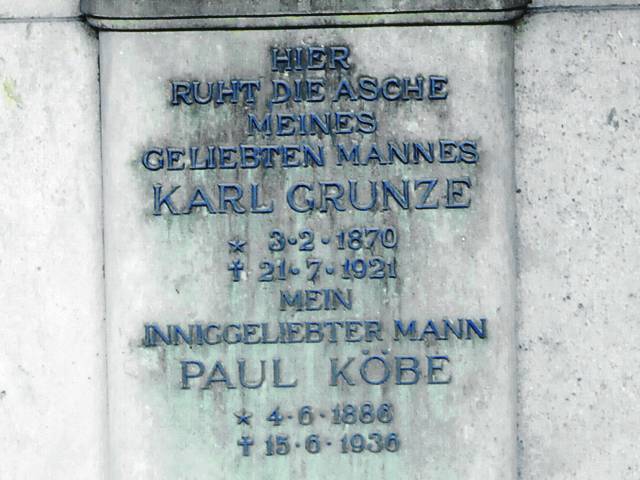 HIER
RUHT DIE ASCHE
MEINES
GELIEBTEN MANNES
KARL GRUNZE
* 3·2·1870
† 21·7·1921
MEIN
INNIGGELIEBTER MANN
PAUL KÖBE
* 4·6·1886
† 15·6·1936